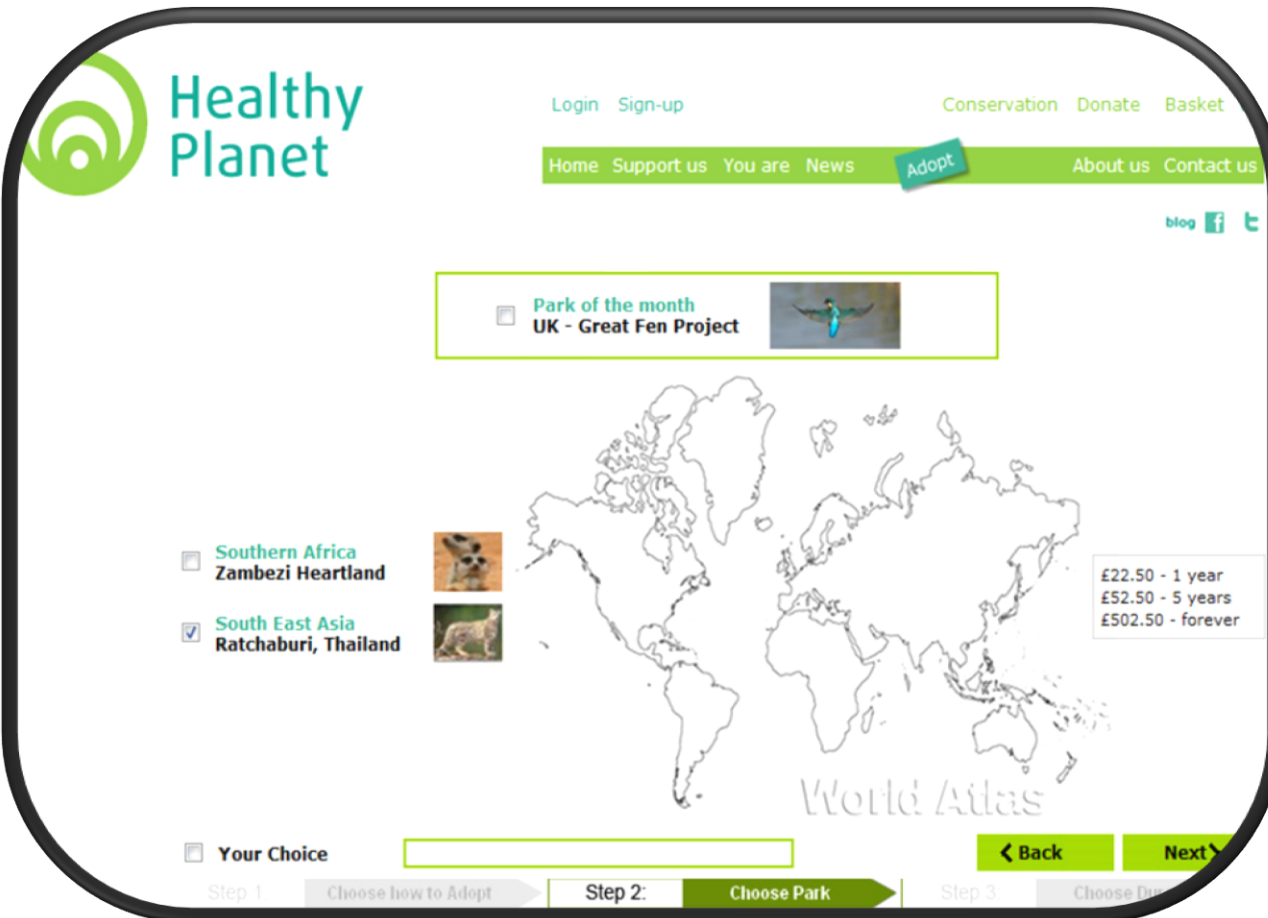 Healthy
Planet
Login Sign-up Conservation Donate Basket
Home Support us You are News Adopt About us Contact us
blog
Park of the month
UK - Great Fen Project
Southern Africa
Zambezi Heartland
South East Asia
Ratchaburi, Thailand
£22.50 - 1 year
£52.50 - 5 years
£502.50 - forever
World Atlas
Your Choice
Back Next
Step 1 Choose how to Adopt Step 2: Choose Park Step 3. Choose